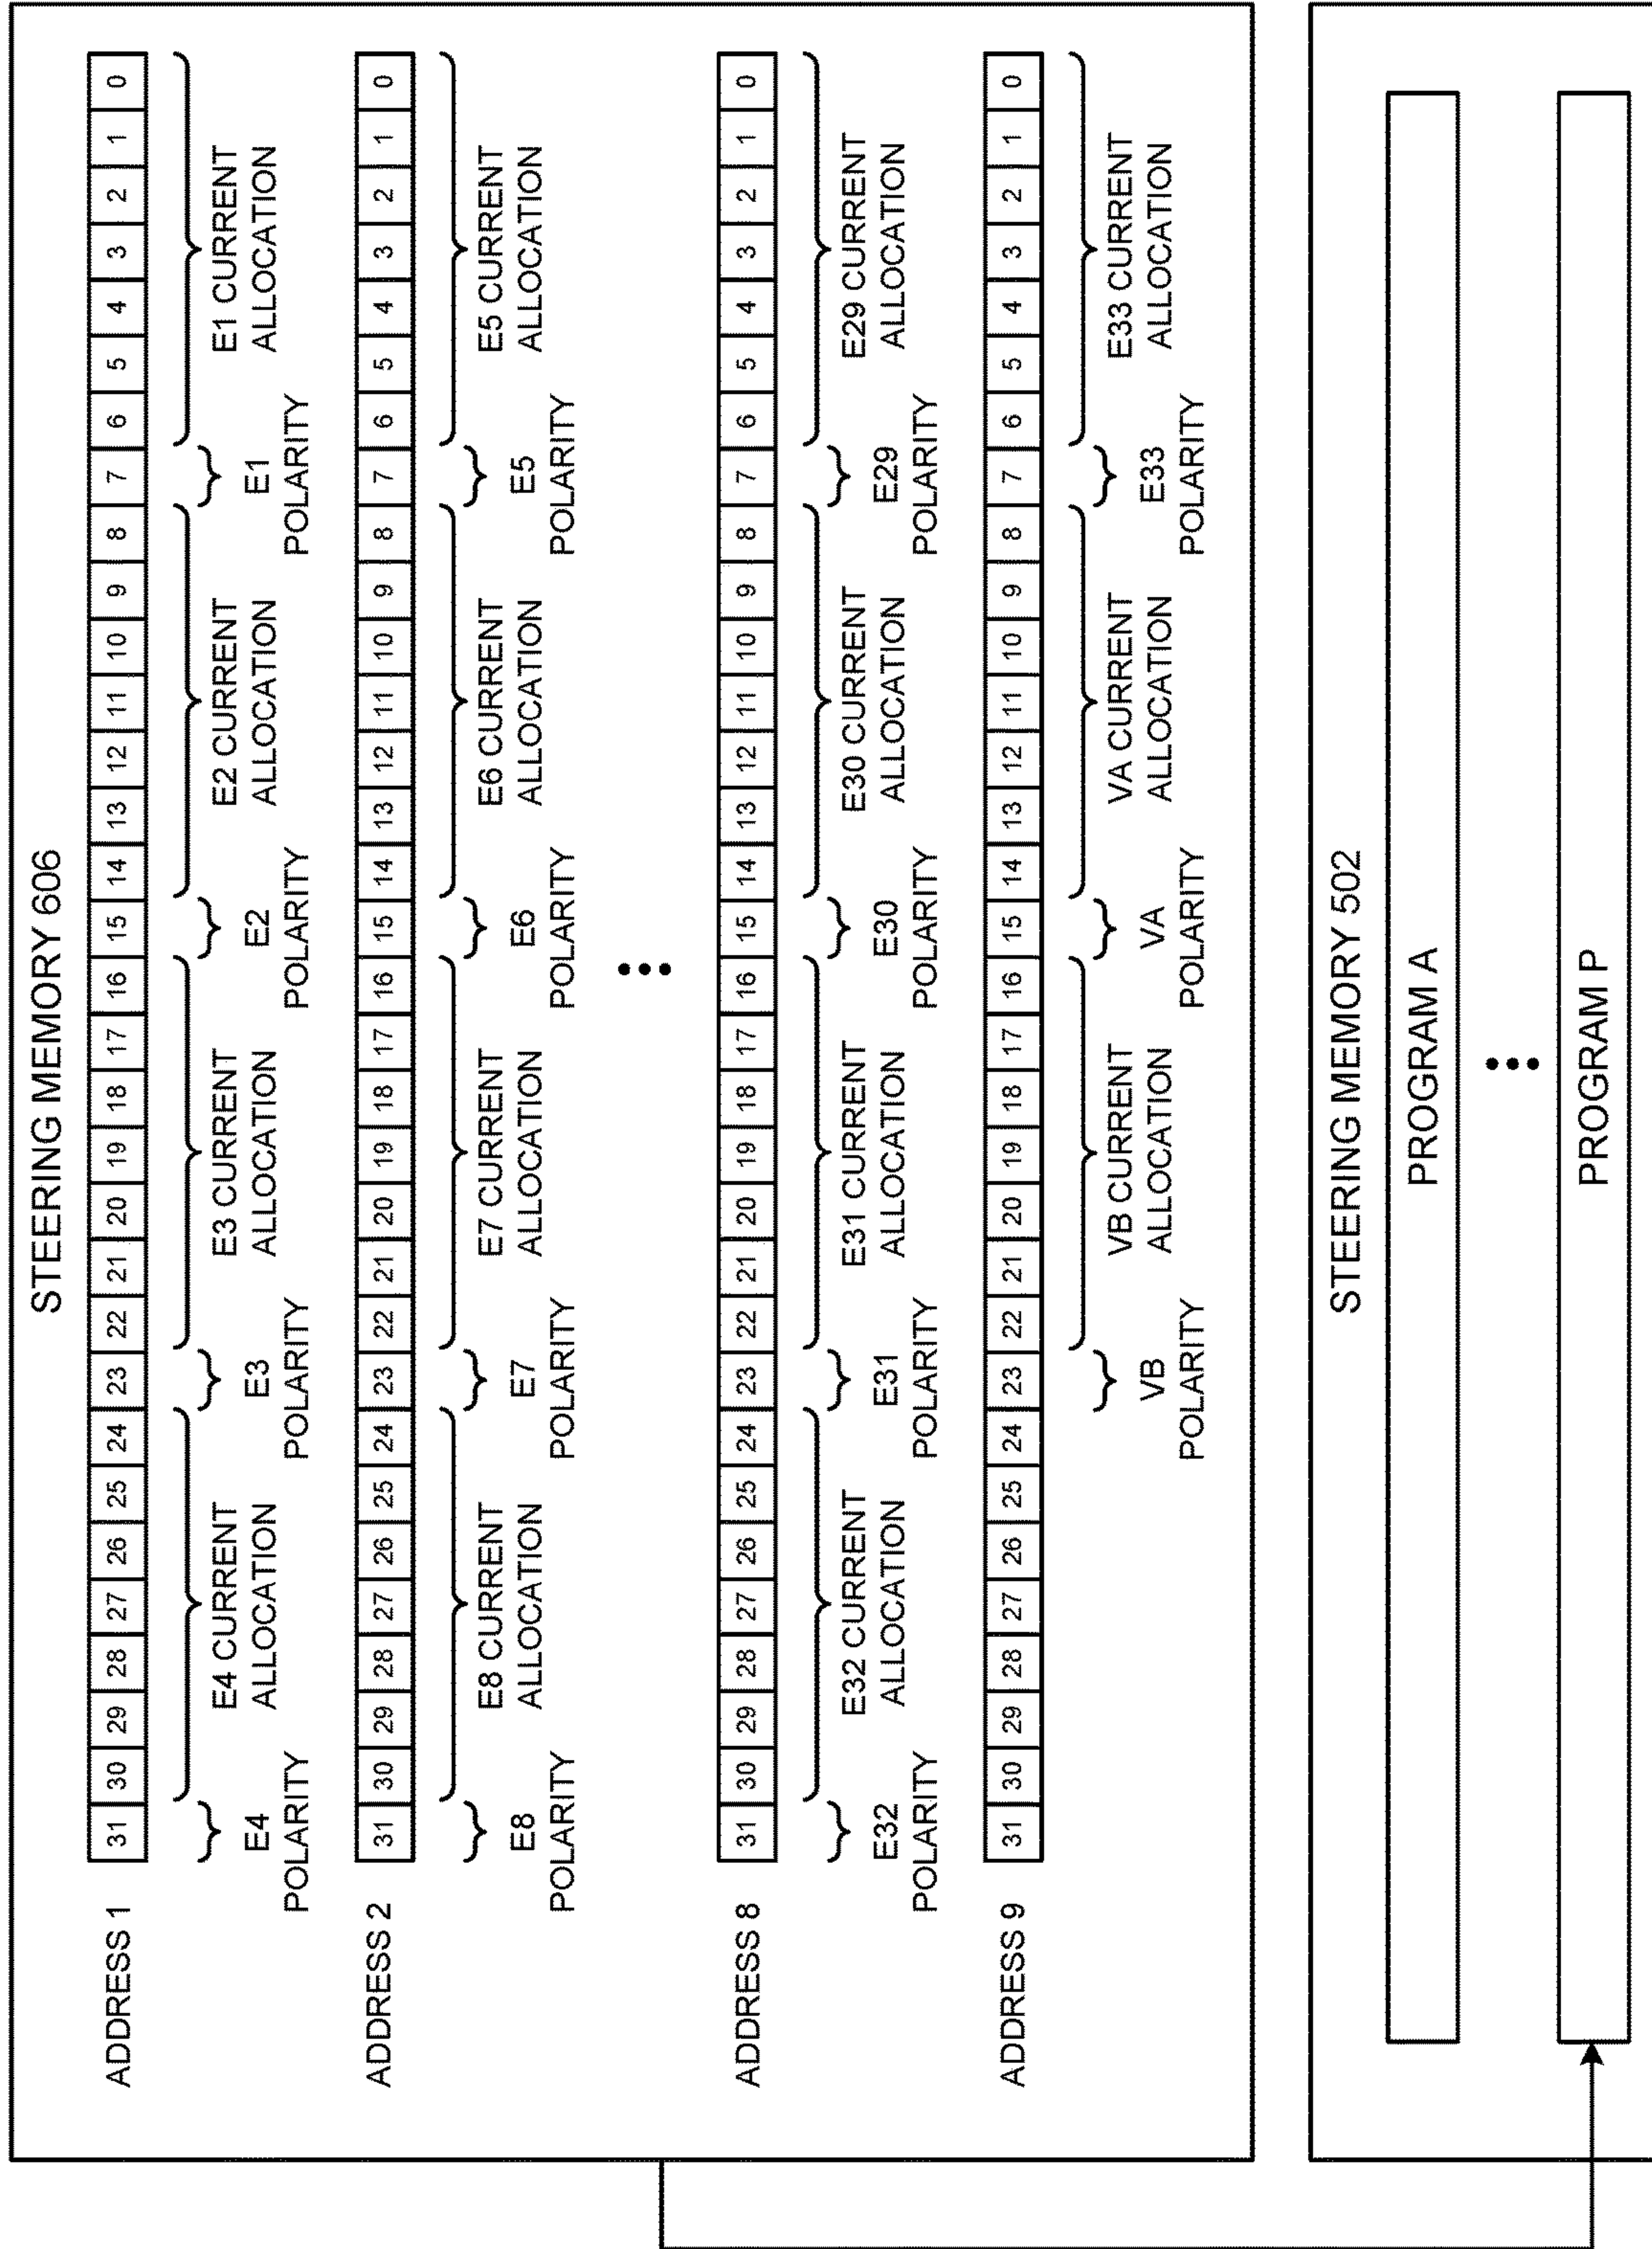 STEERING MEMORY 606
ADDRESS 1
31 30 29 28 27 26 25 24 23 22 21 20 19 18 17 16 15 14 13 12 11 10 9 8 7 6 5 4 3 2 1 0
E4 CURRENT E3 CURRENT E2 CURRENT E1 CURRENT
E4 ALLOCATION E3 ALLOCATION E2 ALLOCATION E1 ALLOCATION
POLARITY POLARITY POLARITY POLARITY
ADDRESS 2
31 30 29 28 27 26 25 24 23 22 21 20 19 18 17 16 15 14 13 12 11 10 9 8 7 6 5 4 3 2 1 0
E8 CURRENT E7 CURRENT E6 CURRENT E5 CURRENT
E8 ALLOCATION E7 ALLOCATION E6 ALLOCATION E5 ALLOCATION
POLARITY POLARITY POLARITY POLARITY
ADDRESS 8
31 30 29 28 27 26 25 24 23 22 21 20 19 18 17 16 15 14 13 12 11 10 9 8 7 6 5 4 3 2 1 0
E32 CURRENT E31 CURRENT E30 CURRENT E29 CURRENT
E32 ALLOCATION E31 ALLOCATION E30 ALLOCATION E29 ALLOCATION
POLARITY POLARITY POLARITY POLARITY
ADDRESS 9
31 30 29 28 27 26 25 24 23 22 21 20 19 18 17 16 15 14 13 12 11 10 9 8 7 6 5 4 3 2 1 0
VB CURRENT VA CURRENT E33 CURRENT
VB ALLOCATION VA ALLOCATION E33 ALLOCATION
POLARITY POLARITY POLARITY
STEERING MEMORY 502
PROGRAM A
PROGRAM P